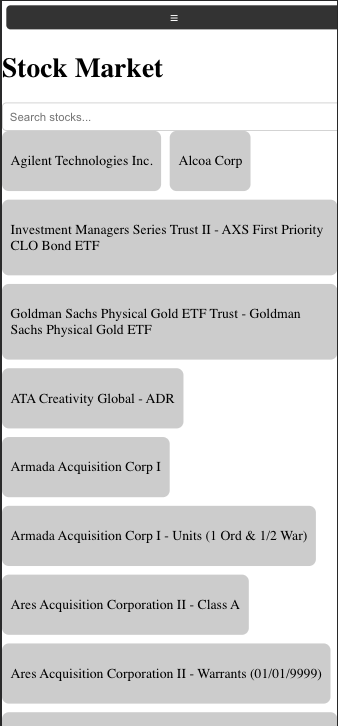 ≡
Stock Market
Search stocks...
Agilent Technologies Inc.
Alcoa Corp
Investment Managers Series Trust II - AXS First Priority
CLO Bond ETF
Goldman Sachs Physical Gold ETF Trust - Goldman
Sachs Physical Gold ETF
ATA Creativity Global - ADR
Armada Acquisition Corp I
Armada Acquisition Corp I - Units (1 Ord & 1/2 War)
Ares Acquisition Corporation II - Class A
Ares Acquisition Corporation II - Warrants (01/01/9999)